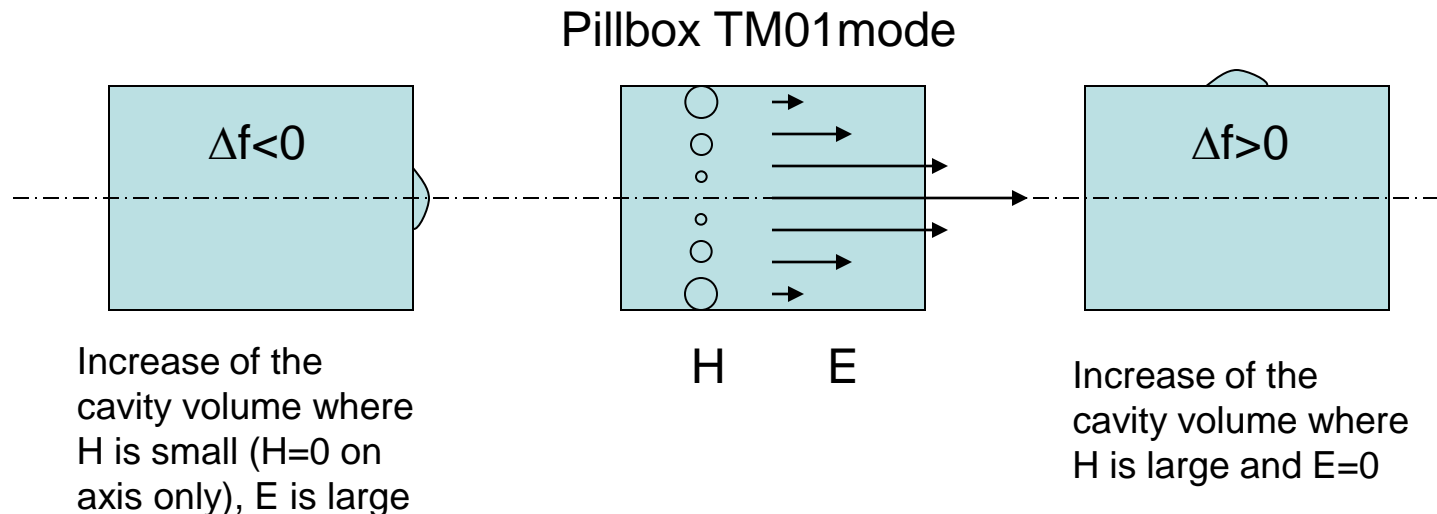 Pillbox TM01mode
Δf<0
Δf>0
H
E
Increase of the
cavity volume where
H is small (H=0 on
axis only), E is large
Increase of the
cavity volume where
H is large and E=0